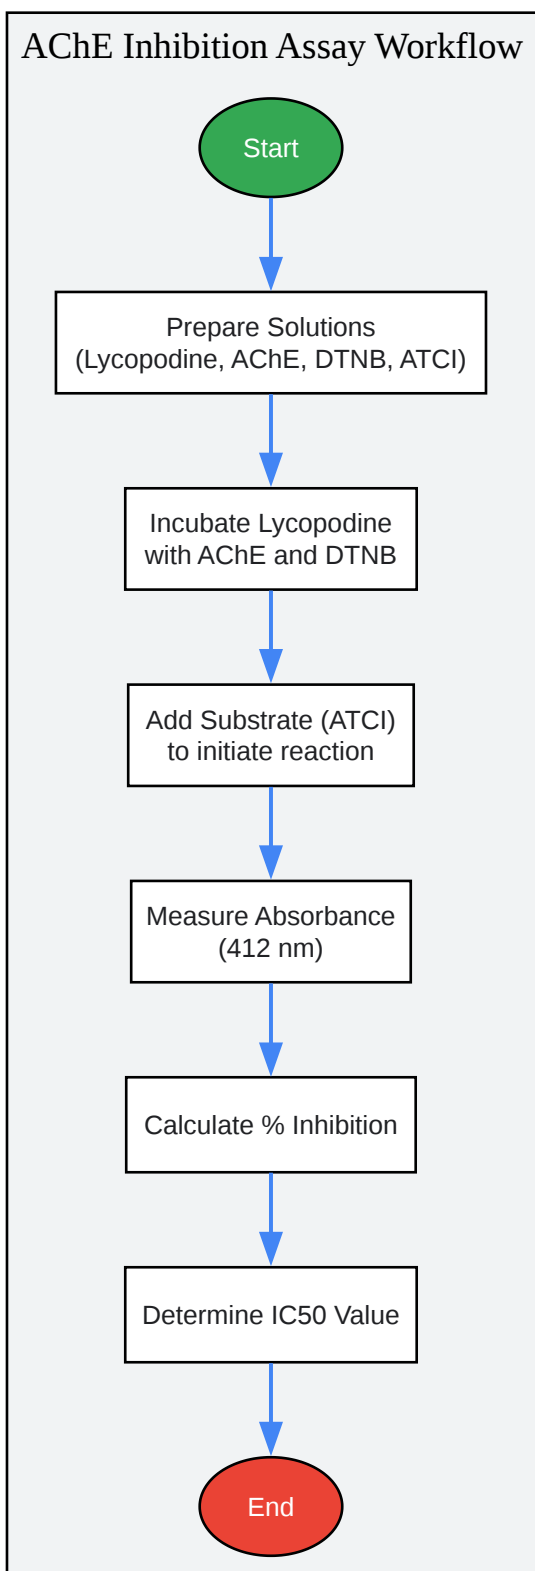 AChE Inhibition Assay Workflow
Start
Prepare Solutions
(Lycopodine, AChE, DTNB, ATCI)
Incubate Lycopodine
with AChE and DTNB
Add Substrate (ATCI)
to initiate reaction
Measure Absorbance
(412 nm)
Calculate % Inhibition
Determine IC50 Value
End